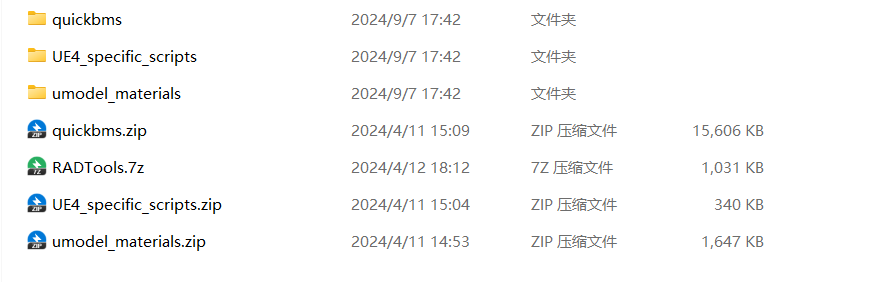 quickbms 2024/9/7 17:42 文件夹
UE4_specific_scripts 2024/9/7 17:42 文件夹
umodel_materials 2024/9/7 17:42 文件夹
ZIP quickbms.zip 2024/4/11 15:09 ZIP 压缩文件 15,606 KB
7Z RADTools.7z 2024/4/12 18:12 7Z 压缩文件 1,031 KB
ZIP UE4_specific_scripts.zip 2024/4/11 15:04 ZIP 压缩文件 340 KB
ZIP umodel_materials.zip 2024/4/11 14:53 ZIP 压缩文件 1,647 KB